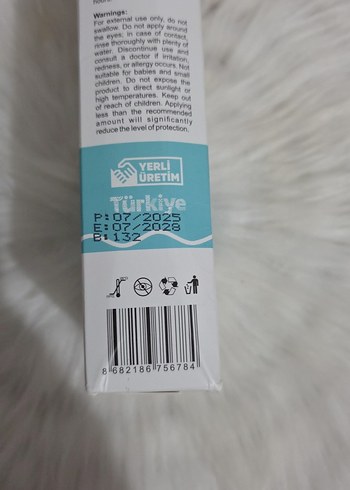 Warnings:
For external use only, do not
swallow. Do not apply around
the eyes; in case of contact,
rinse thoroughly with plenty of
water. Discontinue use and
consult a doctor if irritation,
redness, or allergy occurs. Not
suitable for babies and small
children. Do not expose the
product to direct sunlight or
high temperatures. Keep out
of reach of children. Applying
less than the recommended
amount will significantly
reduce the level of protection.
YERLİ
ÜRETİM
Türkiye
P:07/2025
E:07/2028
B:132
8 682186 756784